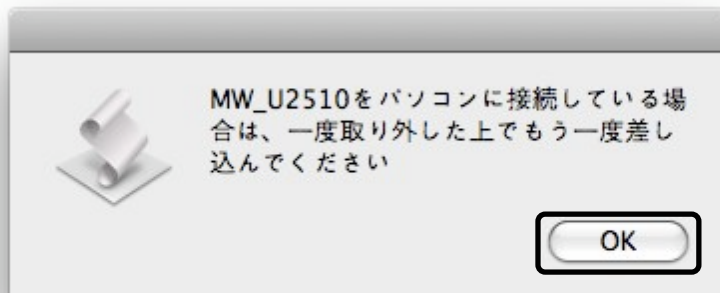 MW_U2510をパソコンに接続している場
合は、一度取り外した上でもう一度差し
込んでください
OK